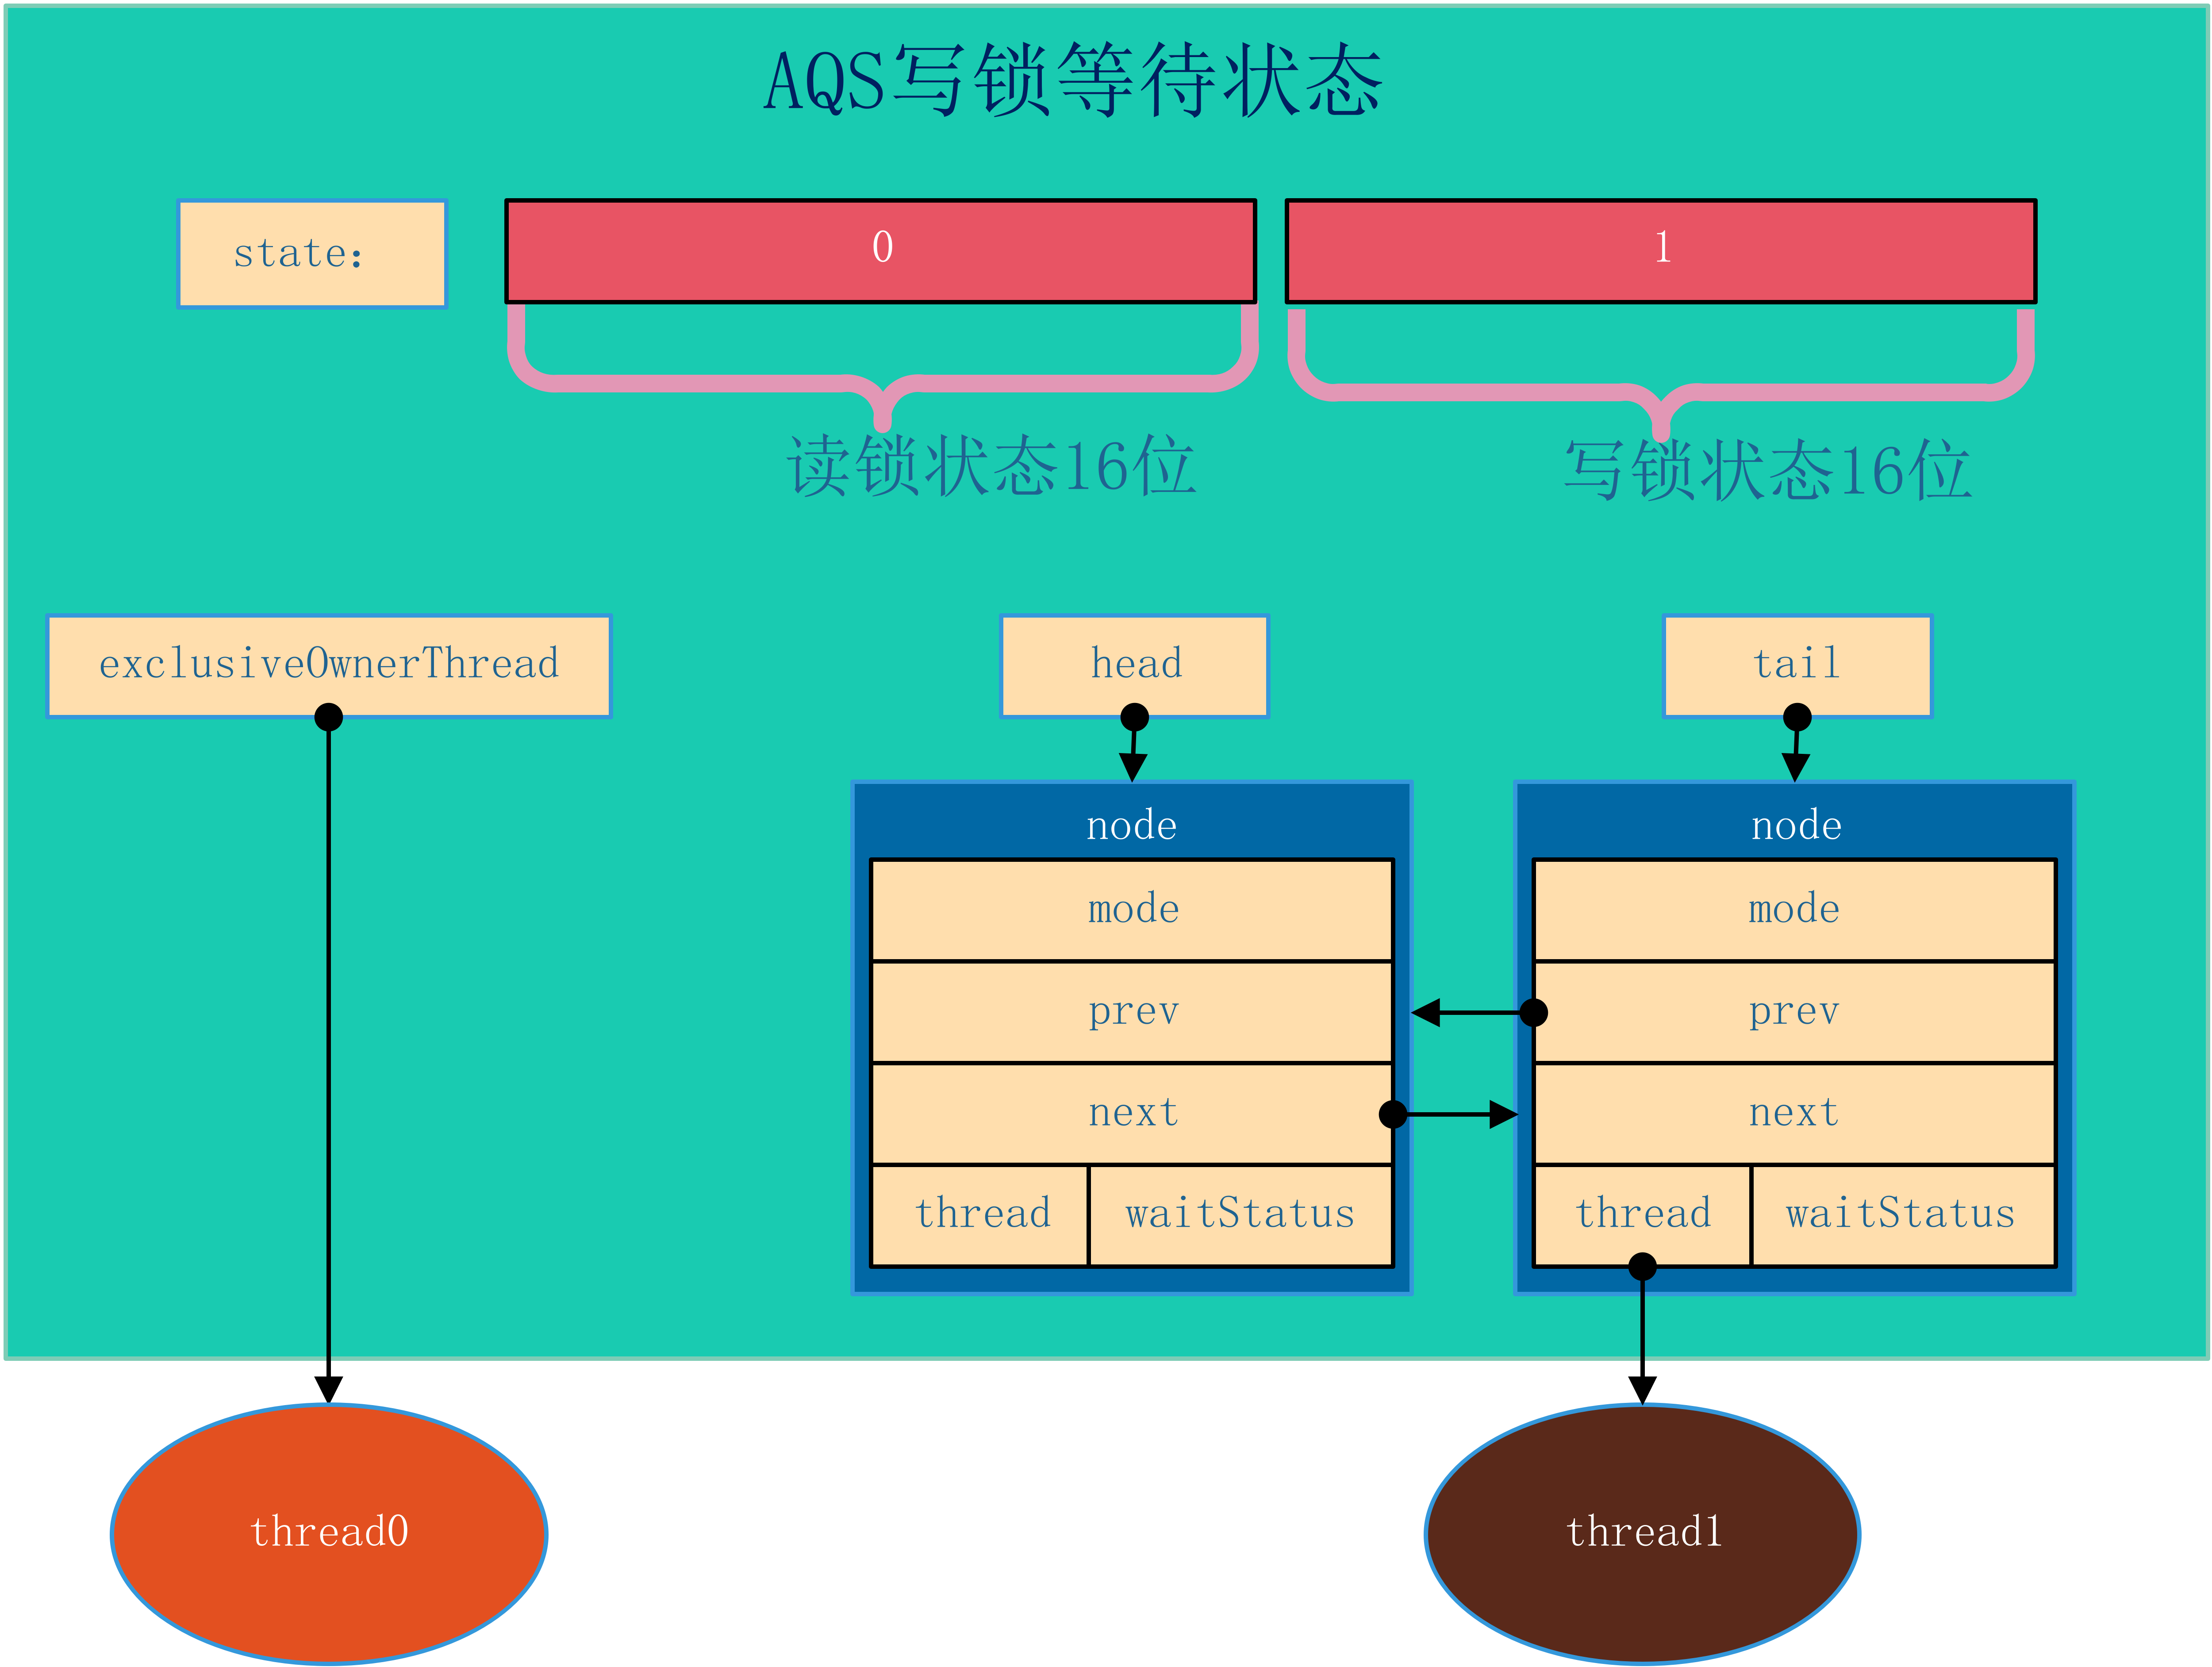 AQS写锁等待状态
state：
0
1
读锁状态16位
写锁状态16位
exclusiveOwnerThread
head
tail
node
node
mode
mode
prev
prev
next
next
thread
waitStatus
thread
waitStatus
thread0
thread1